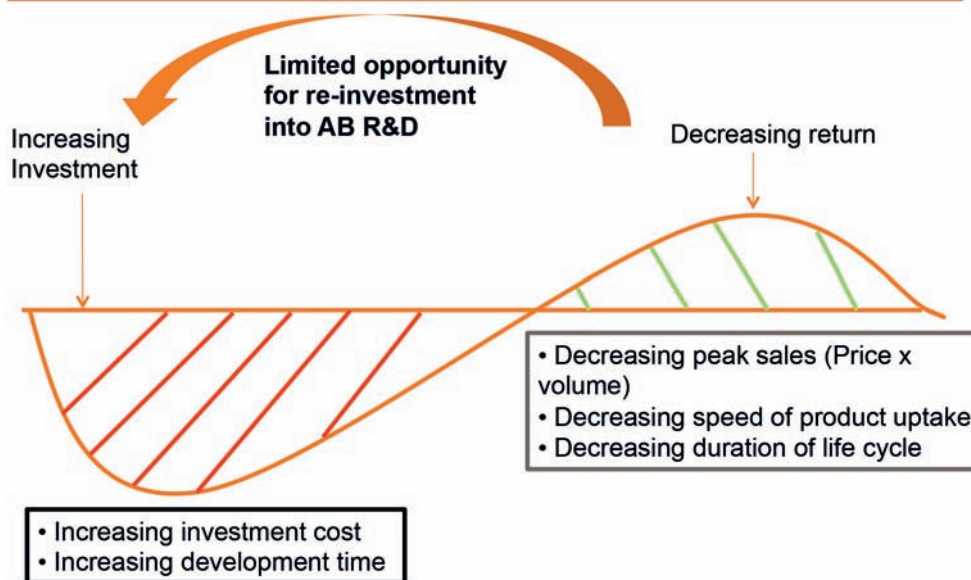 Limited opportunity
for re-investment
into AB R&D
Increasing
Investment
Decreasing return
• Decreasing peak sales (Price x
volume)
• Decreasing speed of product uptake
• Decreasing duration of life cycle
• Increasing investment cost
• Increasing development time